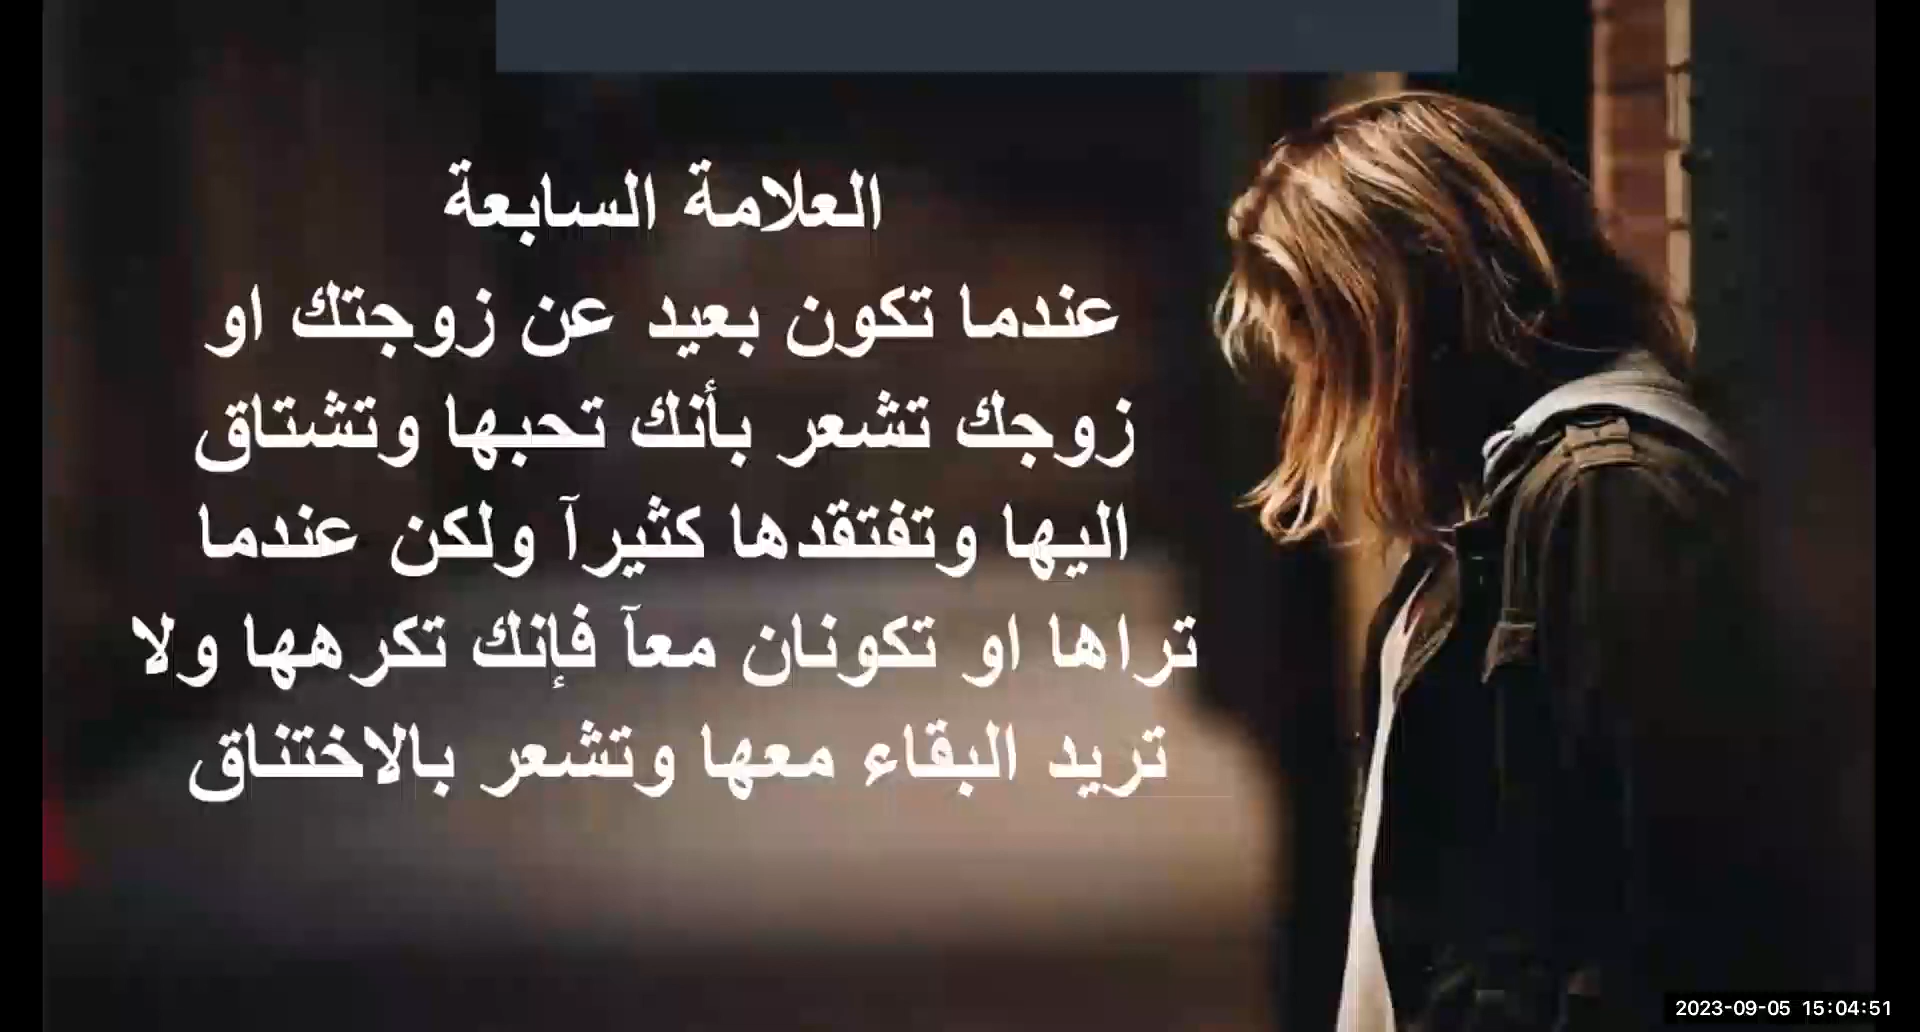 العلامة السابعة
عندما تكون بعيد عن زوجتك او
زوجك تشعر بأنك تحبها وتشتاق
اليها وتفتقدها كثيرآ ولكن عندما
تراها او تكونان معآ فإنك تكرهها ولا
تريد البقاء معها وتشعر بالاختناق
2023-09-05 15:04:51